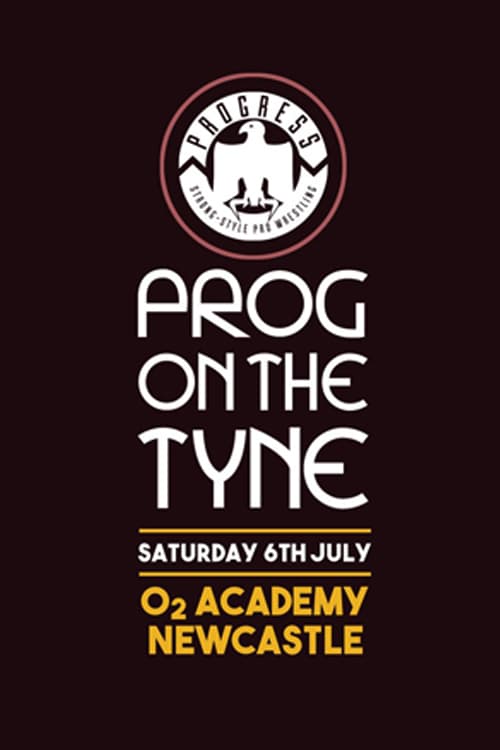 PROGRESS
STRONG-STYLE PRO WRESTLING
PROG
ON THE
TYNE
SATURDAY 6TH JULY
O2 ACADEMY
NEWCASTLE